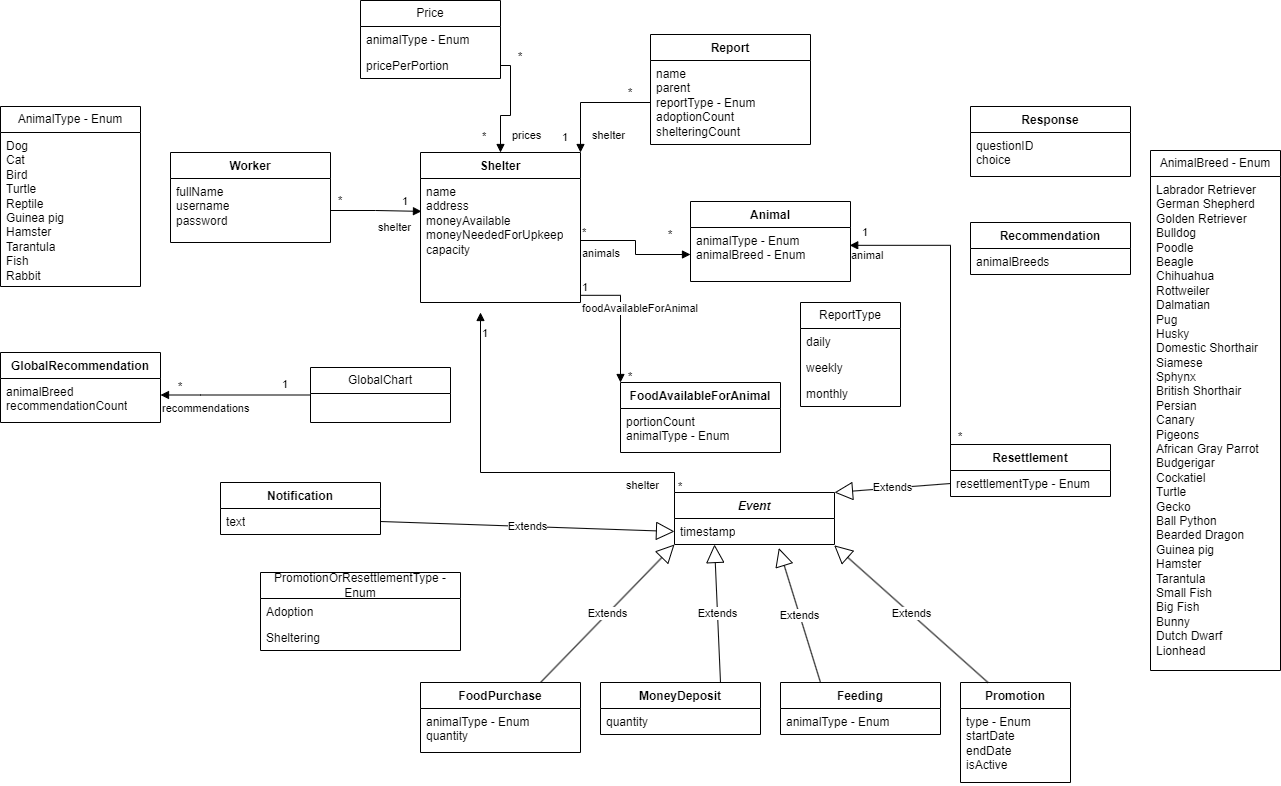 Price
animalType - Enum
pricePerPortion
*
*
prices
Report
name
parent
reportType - Enum
adoptionCount
shelteringCount
*
1
shelter
AnimalType - Enum
Dog
Cat
Bird
Turtle
Reptile
Guinea pig
Hamster
Tarantula
Fish
Rabbit
Worker
fullName
username
password
*
1
shelter
Shelter
name
address
moneyAvailable
moneyNeededForUpkeep
capacity
*
*
animals
1
foodAvailableForAnimal
*
Animal
animalType - Enum
animalBreed - Enum
1
animal
Response
questionID
choice
Recommendation
animalBreeds
AnimalBreed - Enum
Labrador Retriever
German Shepherd
Golden Retriever
Bulldog
Poodle
Beagle
Chihuahua
Rottweiler
Dalmatian
Pug
Husky
Domestic Shorthair
Siamese
Sphynx
British Shorthair
Persian
Canary
Pigeons
African Gray Parrot
Budgerigar
Cockatiel
Turtle
Gecko
Ball Python
Bearded Dragon
Guinea pig
Hamster
Tarantula
Small Fish
Big Fish
Bunny
Dutch Dwarf
Lionhead
ReportType
daily
weekly
monthly
GlobalRecommendation
animalBreed
recommendationCount
*
1
recommendations
GlobalChart
1
FoodAvailableForAnimal
portionCount
animalType - Enum
*
Resettlement
resettlementType - Enum
Extends
shelter
*
Event
timestamp
Notification
text
Extends
PromotionOrResettlementType -
Enum
Adoption
Sheltering
Extends
Extends
Extends
Extends
FoodPurchase
animalType - Enum
quantity
MoneyDeposit
quantity
Feeding
animalType - Enum
Promotion
type - Enum
startDate
endDate
isActive